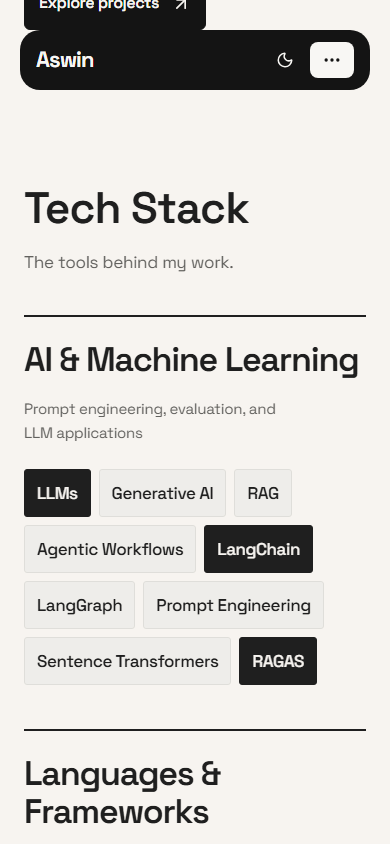 Explore projects
Aswin
Tech Stack
The tools behind my work.
AI & Machine Learning
Prompt engineering, evaluation, and
LLM applications
LLMs Generative AI RAG
Agentic Workflows LangChain
LangGraph Prompt Engineering
Sentence Transformers RAGAS
Languages &
Frameworks